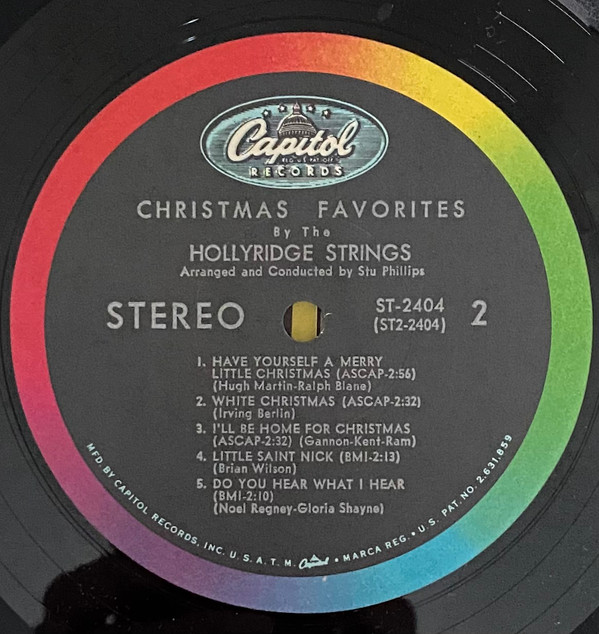 Capitol
REG. U.S. PAT. OFF.
RECORDS
CHRISTMAS FAVORITES
By The
HOLLYRIDGE STRINGS
Arranged and Conducted by Stu Phillips
STEREO
ST-2404
(ST2-2404)
2
1. HAVE YOURSELF A MERRY
LITTLE CHRISTMAS (ASCAP-2:56)
(Hugh Martin-Ralph Blane)
2. WHITE CHRISTMAS (ASCAP-2:32)
(Irving Berlin)
3. I'LL BE HOME FOR CHRISTMAS
(ASCAP-2:32) (Gannon-Kent-Ram)
4. LITTLE SAINT NICK (BMI-2:13)
(Brian Wilson)
5. DO YOU HEAR WHAT I HEAR
(BMI-2:10)
(Noel Regney-Gloria Shayne)
MFD. BY CAPITOL RECORDS, INC. U.S.A. T.M. Capitol • MARCA REG. • U.S. PAT. NO. 2,631,859